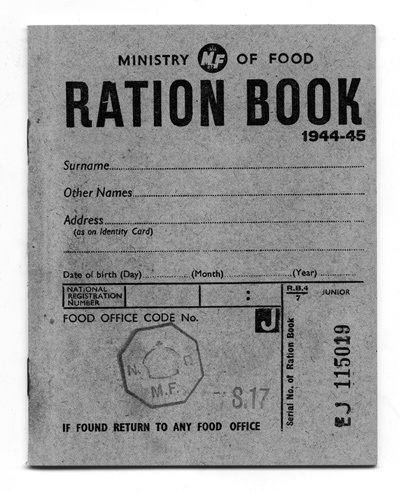 MINISTRY MF OF FOOD
RATION BOOK
1944-45
Surname
Other Names
Address
(as on Identity Card)
Date of birth (Day) (Month) (Year)
NATIONAL REGISTRATION NUMBER :
R.B.4
7
JUNIOR
FOOD OFFICE CODE No.
J
Serial No. of Ration Book
EJ 115019
N.
M.F.
8.17
IF FOUND RETURN TO ANY FOOD OFFICE